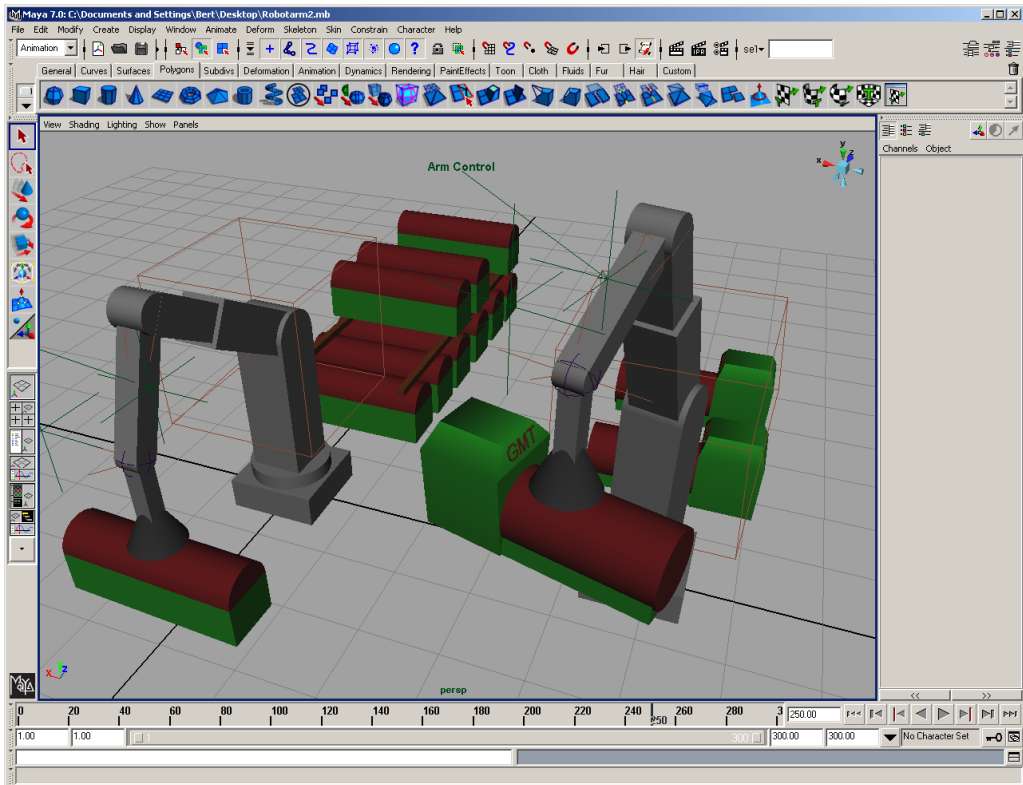 Maya 7.0: C:\Documents and Settings\Bert\Desktop\Robotarm2.mb
File Edit Modify Create Display Window Animate Deform Skeleton Skin Constrain Character Help
Animation
sel
General Curves Surfaces Polygons Subdivs Deformation Animation Dynamics Rendering PaintEffects Toon Cloth Fluids Fur Hair Custom
View Shading Lighting Show Panels
Channels Object
Arm Control
y
x z
GMT
x y z
persp
MAYA
<< >>
0 20 40 60 80 100 120 140 160 180 200 220 240 250 260 280 3
250.00
1.00 1.00 1 300 300.00 300.00 No Character Set